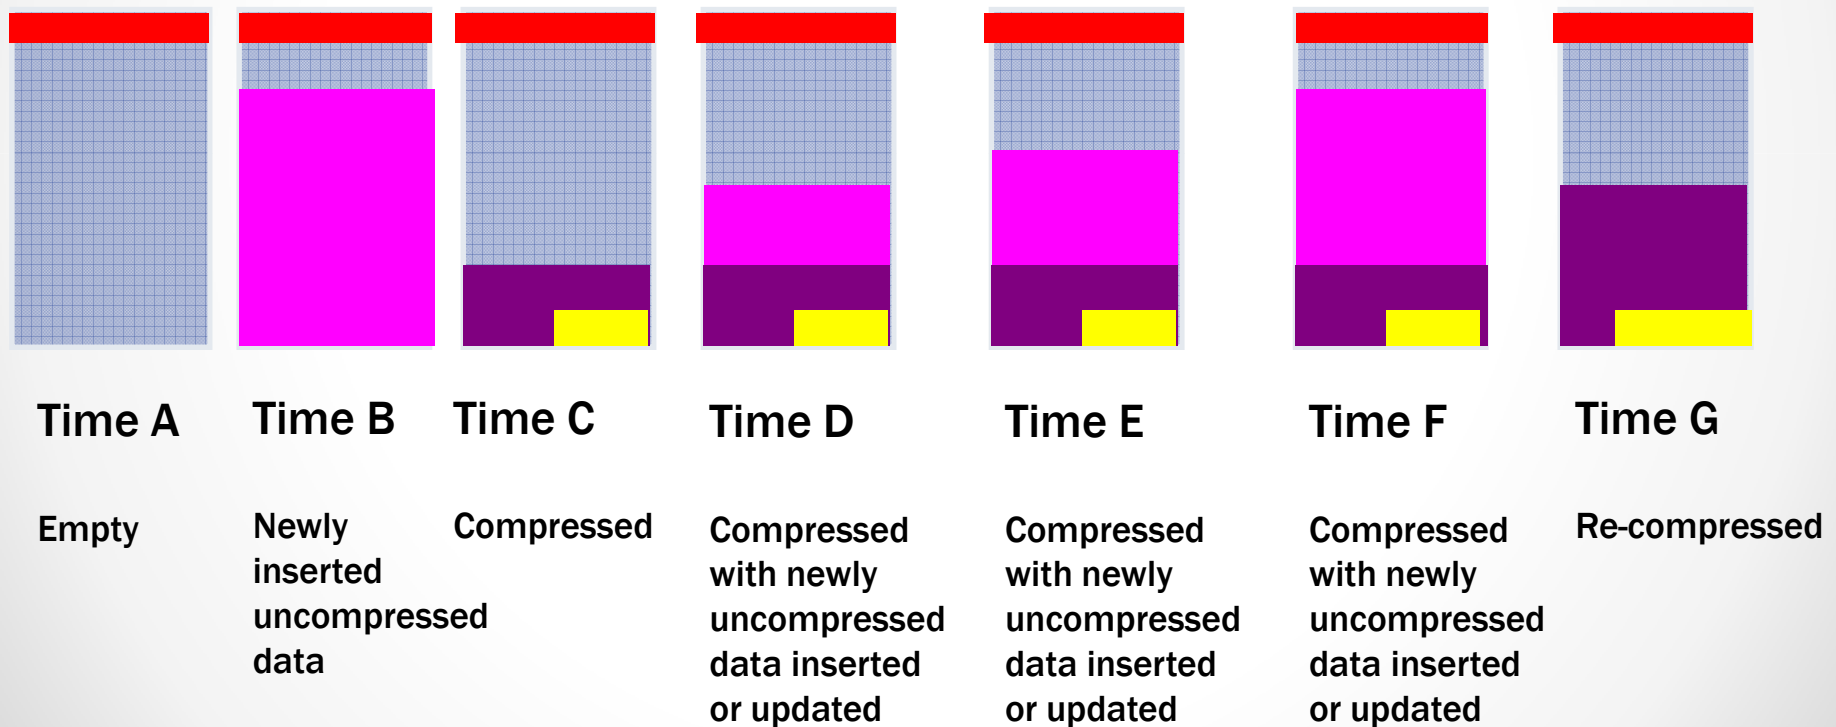 Time A
Time B
Time C
Time D
Time E
Time F
Time G
Empty
Newly
inserted
uncompressed
data
Compressed
Compressed
with newly
uncompressed
data inserted
or updated
Compressed
with newly
uncompressed
data inserted
or updated
Compressed
with newly
uncompressed
data inserted
or updated
Re-compressed